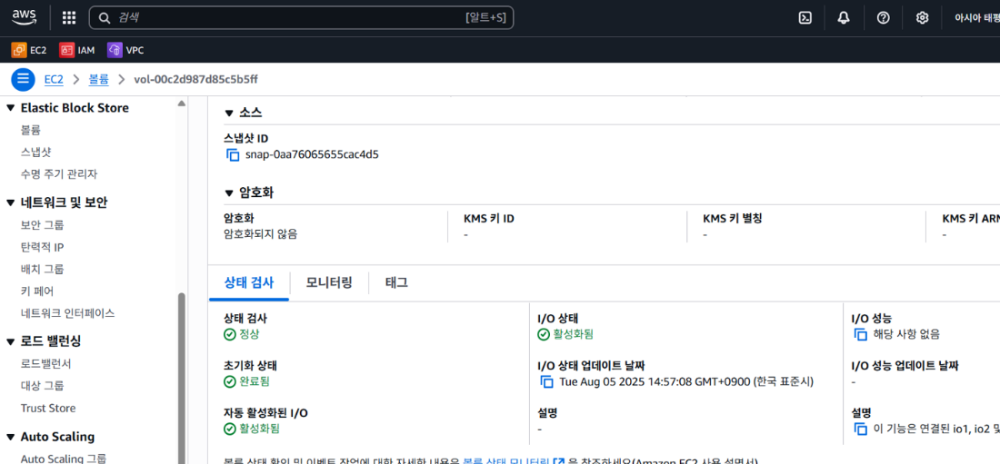 aws
검색
[알트+S]
아시아 태평
EC2
IAM
VPC
EC2 > 볼륨 > vol-00c2d987d85c5b5ff
Elastic Block Store
볼륨
스냅샷
수명 주기 관리자
네트워크 및 보안
보안 그룹
탄력적 IP
배치 그룹
키 페어
네트워크 인터페이스
로드 밸런싱
로드밸런서
대상 그룹
Trust Store
Auto Scaling
Auto Scaling 그룹
소스
스냅샷 ID
snap-0aa76065655cac4d5
암호화
암호화
암호화되지 않음
KMS 키 ID
-
KMS 키 별칭
-
KMS 키 ARN
-
상태 검사
모니터링
태그
상태 검사
정상
I/O 상태
활성화됨
I/O 성능
해당 사항 없음
초기화 상태
완료됨
I/O 상태 업데이트 날짜
Tue Aug 05 2025 14:57:08 GMT+0900 (한국 표준시)
I/O 성능 업데이트 날짜
-
자동 활성화된 I/O
활성화됨
설명
-
설명
이 기능은 연결된 io1, io2 및
볼륨 상태 확인 및 이벤트 작업에 대한 자세한 내용은 볼륨 상태 모니터링 을 참조하세요(Amazon EC2 사용 설명서)